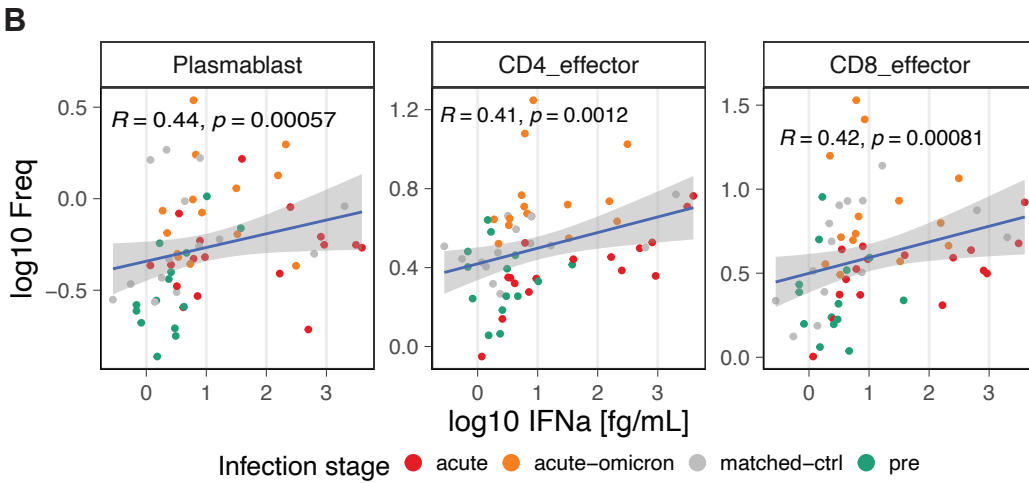 B
Plasmablast
CD4_effector
CD8_effector
R = 0.44, p = 0.00057
R = 0.41, p = 0.0012
R = 0.42, p = 0.00081
log10 Freq
0.5
0.0
−0.5
1.2
0.8
0.4
0.0
1.5
1.0
0.5
0.0
0 1 2 3
0 1 2 3
0 1 2 3
log10 IFNa [fg/mL]
Infection stage acute acute−omicron matched−ctrl pre